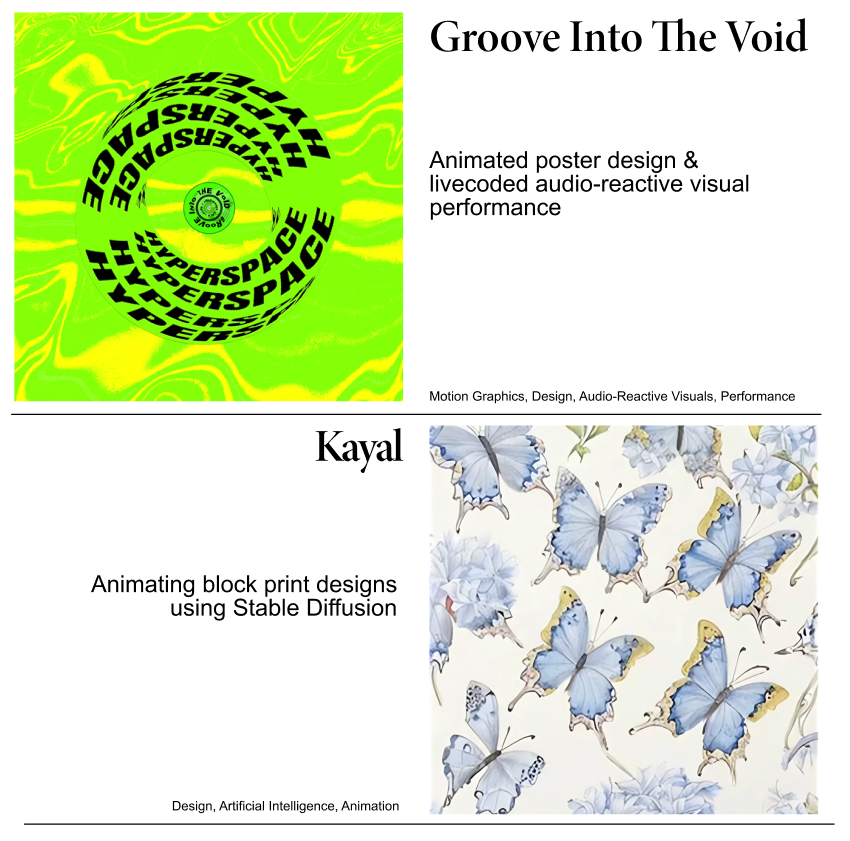 HYPERSPACE
HYPERSPACE
GROOVE INTO THE VOID
HYPERSPACE
HYPERSPACE
Groove Into The Void
Animated poster design &
livecoded audio-reactive visual
performance
Motion Graphics, Design, Audio-Reactive Visuals, Performance
Kayal
Animating block print designs
using Stable Diffusion
Design, Artificial Intelligence, Animation